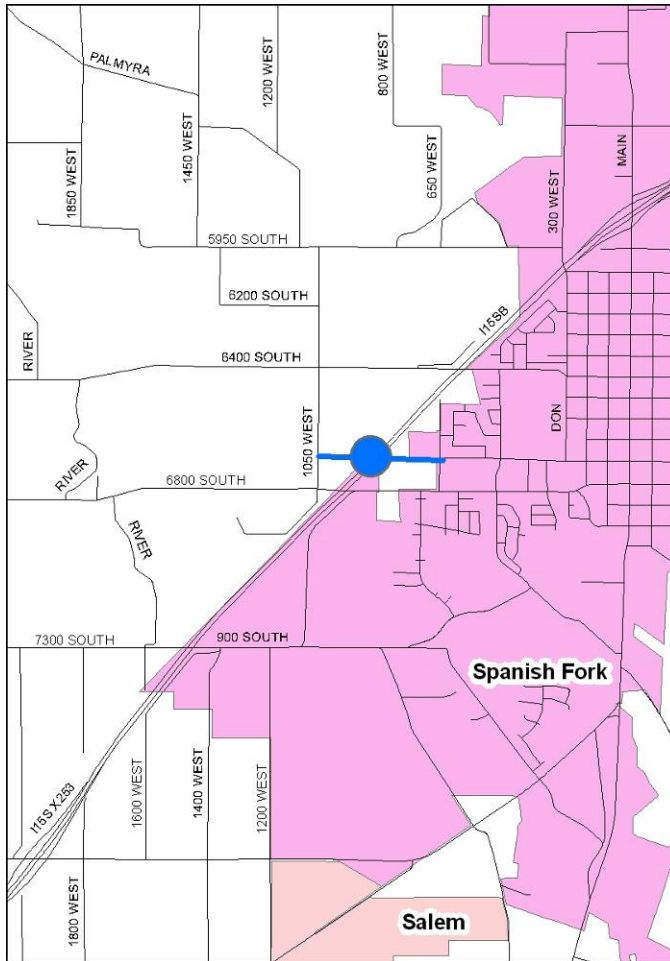 PALMYRA
1200 WEST
800 WEST
1450 WEST
650 WEST
MAIN
1850 WEST
300 WEST
5950 SOUTH
6200 SOUTH
I15SB
RIVER
6400 SOUTH
DON
1050 WEST
RIVER
6800 SOUTH
RIVER
7300 SOUTH
900 SOUTH
Spanish Fork
I15S X253
1600 WEST
1400 WEST
1200 WEST
1800 WEST
Salem